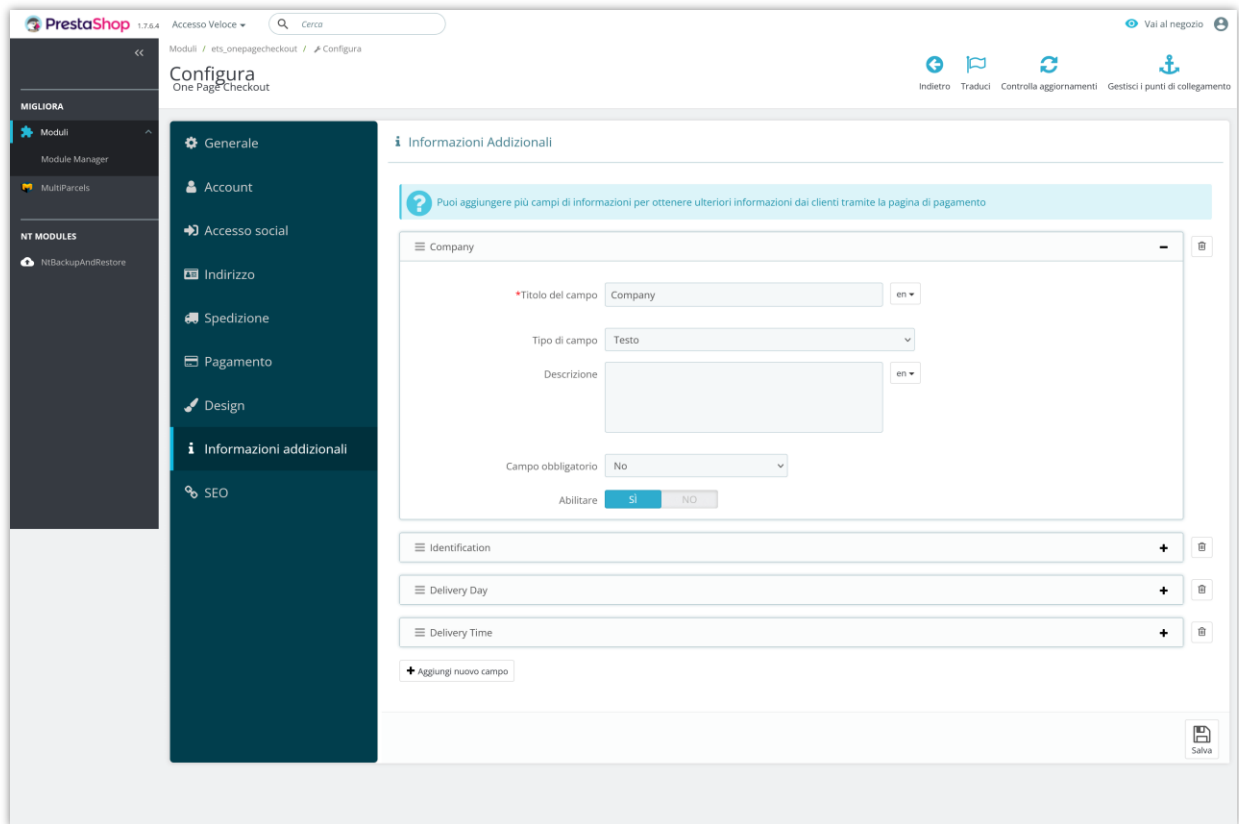 PrestaShop 1.7.6.4 Accesso Veloce Cerca Vai al negozio
Moduli / ets_onepagecheckout / Configura
Configura
One Page Checkout
Indietro Traduci Controlla aggiornamenti Gestisci i punti di collegamento
MIGLIORA
Moduli
Module Manager
MultiParcels
NT MODULES
NtBackupAndRestore
Generale
Account
Accesso social
Indirizzo
Spedizione
Pagamento
Design
Informazioni addizionali
SEO
Informazioni Addizionali
Puoi aggiungere più campi di informazioni per ottenere ulteriori informazioni dai clienti tramite la pagina di pagamento
Company
*Titolo del campo Company en
Tipo di campo Testo
Descrizione en
Campo obbligatorio No
Abilitare SÌ NO
Identification
Delivery Day
Delivery Time
Aggiungi nuovo campo
Salva